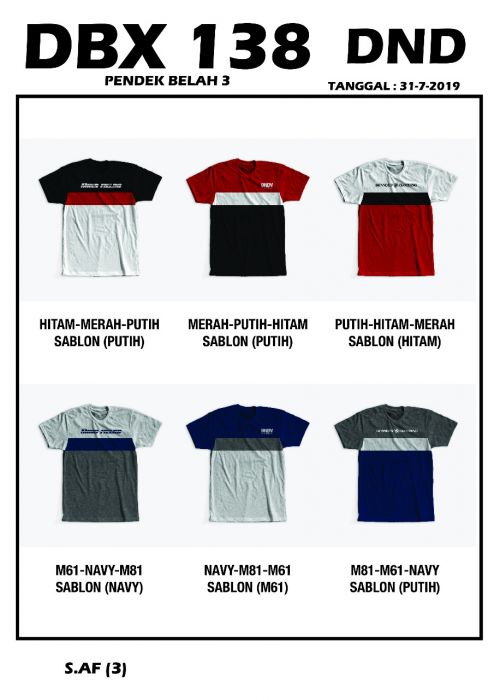 DBX 138 DND
PENDEK BELAH 3
TANGGAL : 31-7-2019
DNDV
HITAM-MERAH-PUTIH
SABLON (PUTIH)
MERAH-PUTIH-HITAM
SABLON (PUTIH)
PUTIH-HITAM-MERAH
SABLON (HITAM)
DNDV
M61-NAVY-M81
SABLON (NAVY)
NAVY-M81-M61
SABLON (M61)
M81-M61-NAVY
SABLON (PUTIH)
S.AF (3)